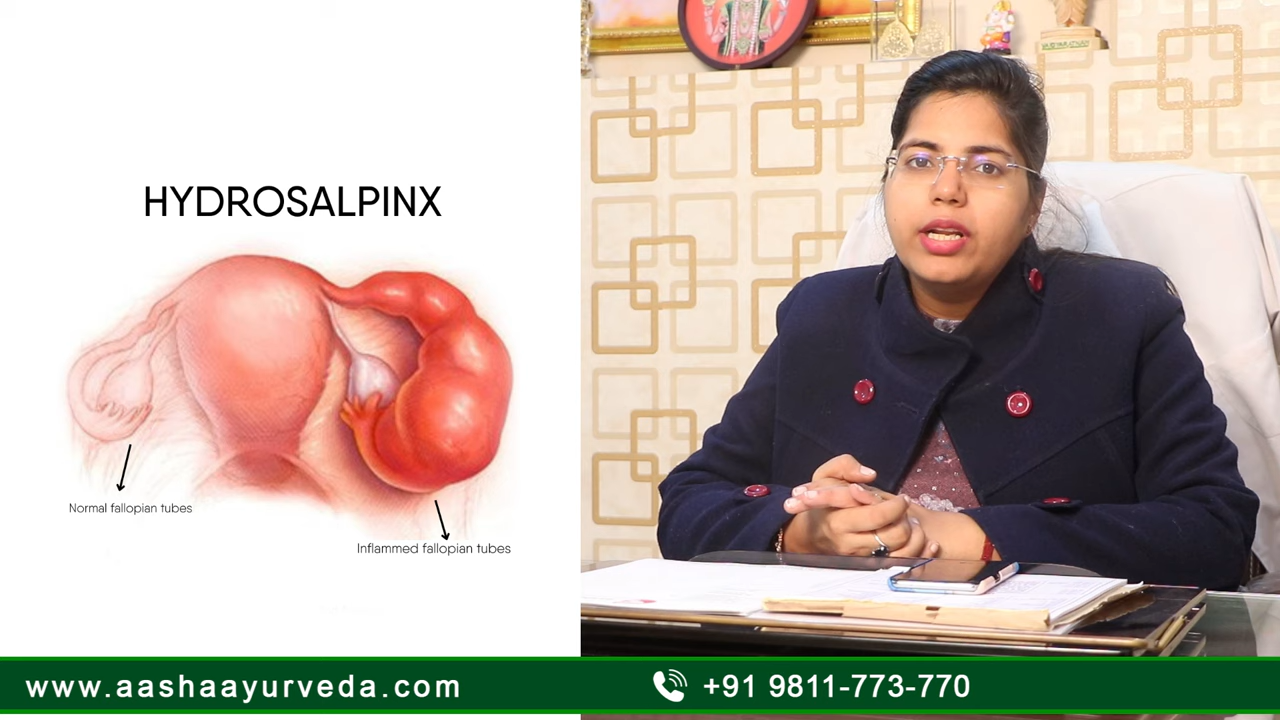 HYDROSALPINX
Normal fallopian tubes
Inflammed fallopian tubes
www.aashaayurveda.com
+91 9811-773-770